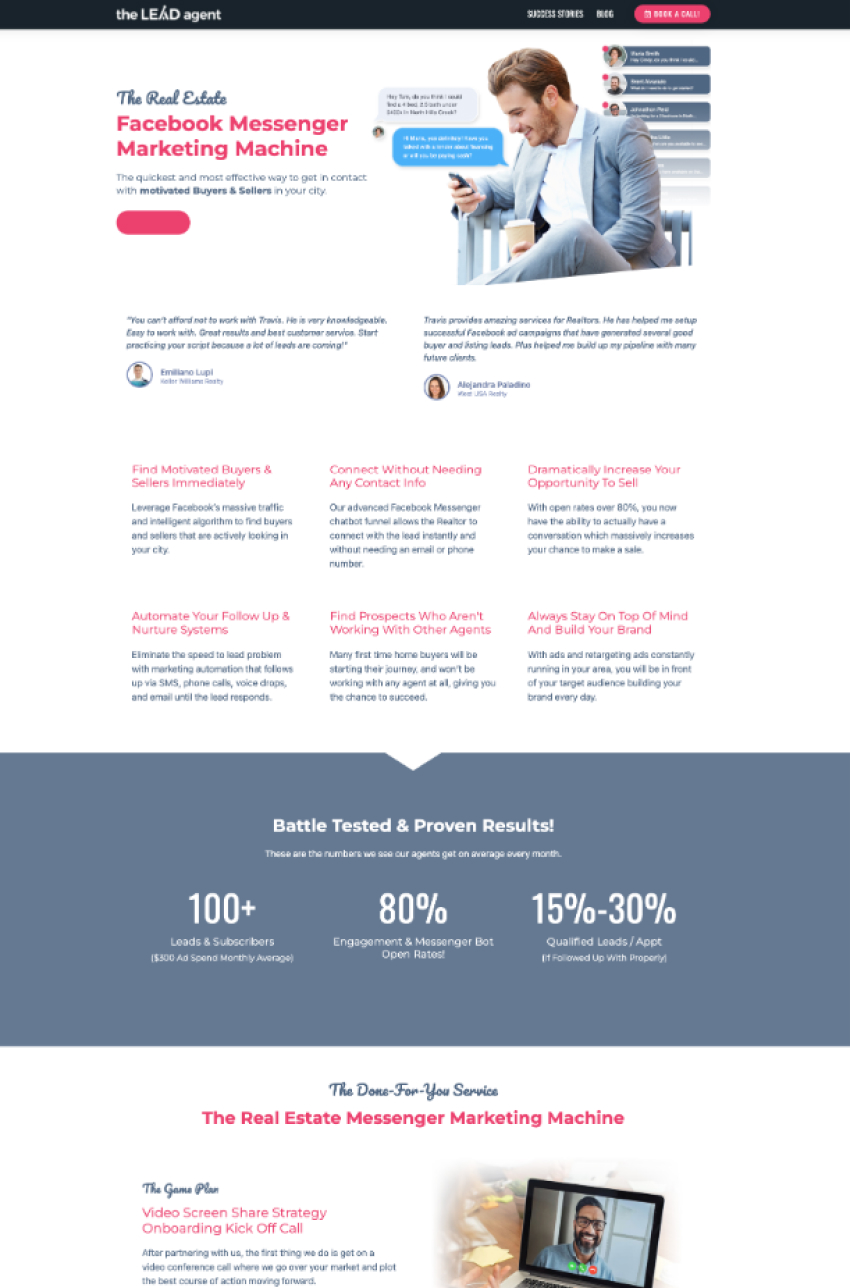 the LEAD agent
SUCCESS STORIES
BLOG
BOOK A CALL!
The Real Estate
Facebook Messenger
Marketing Machine
The quickest and most effective way to get in contact
with motivated Buyers & Sellers in your city.
Hey Tom, do you think I could
find a 4 bed, 2.5 bath under
in North Hills Creek?
Hi Maria, yes definitely! Have you
talked with a lender about financing
or will you be paying cash?
Maria Smith
"You can't afford not to work with Travis. He is very knowledgeable.
Easy to work with. Great results and best customer service. Start
practicing your script because a lot of leads are coming!"
Emiliano Lupi
Keller Williams Realty
Travis provides amazing services for Realtors. He has helped me setup
successful Facebook ad campaigns that have generated several good
buyer and listing leads. Plus helped me build up my pipeline with many
future clients.
Alejandra Paladino
West USA Realty
Find Motivated Buyers &
Sellers Immediately
Leverage Facebook's massive traffic
and intelligent algorithm to find buyers
and sellers that are actively looking in
your city.
Connect Without Needing
Any Contact Info
Our advanced Facebook Messenger
chatbot funnel allows the Realtor to
connect with the lead instantly and
without needing an email or phone
number.
Dramatically Increase Your
Opportunity To Sell
With open rates over 80%, you now
have the ability to actually have a
conversation which massively increases
your chance to make a sale.
Automate Your Follow Up &
Nurture Systems
Eliminate the speed to lead problem
with marketing automation that follows
up via SMS, phone calls, voice drops,
and email until the lead responds.
Find Prospects Who Aren't
Working With Other Agents
Many first time home buyers will be
starting their journey, and won't be
working with any agent at all, giving you
the chance to succeed.
Always Stay On Top Of Mind
And Build Your Brand
With ads and retargeting ads constantly
running in your area, you will be in front
of your target audience building your
brand every day.
Battle Tested & Proven Results!
These are the numbers we see our agents get on average every month.
100+
Leads & Subscribers
($300 Ad Spend Monthly Average)
80%
Engagement & Messenger Bot
Open Rates!
15%-30%
Qualified Leads / Appt
(If Followed Up With Properly)
The Done-For-You Service
The Real Estate Messenger Marketing Machine
The Game Plan
Video Screen Share Strategy
Onboarding Kick Off Call
After partnering with us, the first thing we do is get on a
video conference call where we go over your market and plot
the best course of action moving forward.